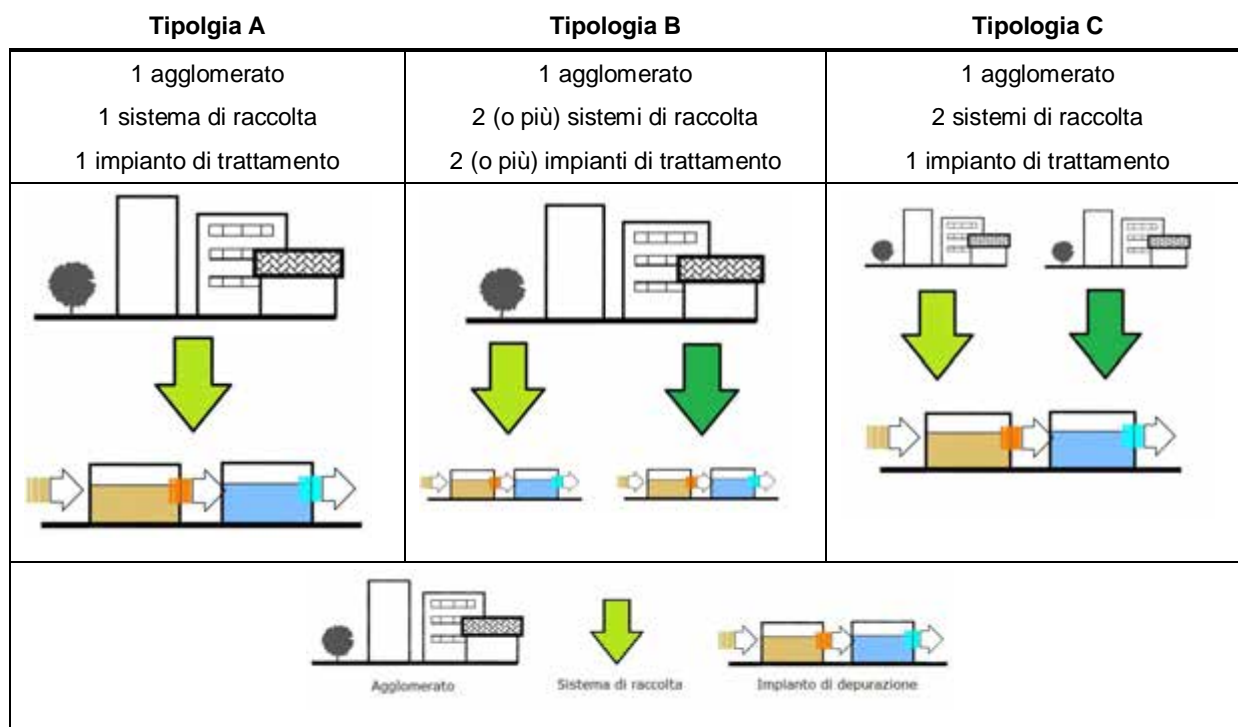 Tipolgia A
Tipologia B
Tipologia C
1 agglomerato
1 sistema di raccolta
1 impianto di trattamento
1 agglomerato
2 (o più) sistemi di raccolta
2 (o più) impianti di trattamento
1 agglomerato
2 sistemi di raccolta
1 impianto di trattamento
Agglomerato
Sistema di raccolta
Impianto di depurazione